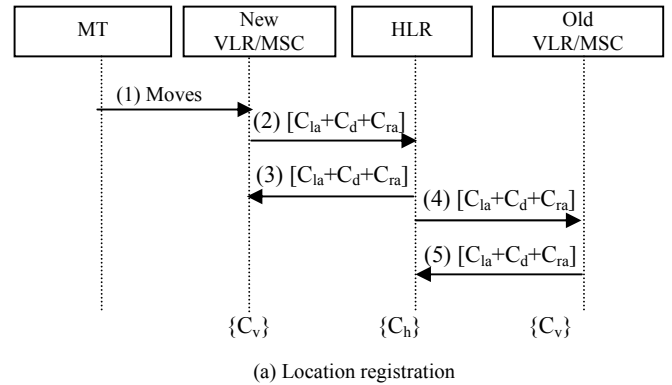 MT
New
VLR/MSC
HLR
Old
VLR/MSC
(1) Moves
(2) [Cla+Cd+Cra]
(3) [Cla+Cd+Cra]
(4) [Cla+Cd+Cra]
(5) [Cla+Cd+Cra]
{Cv} {Ch} {Cv}
(a) Location registration